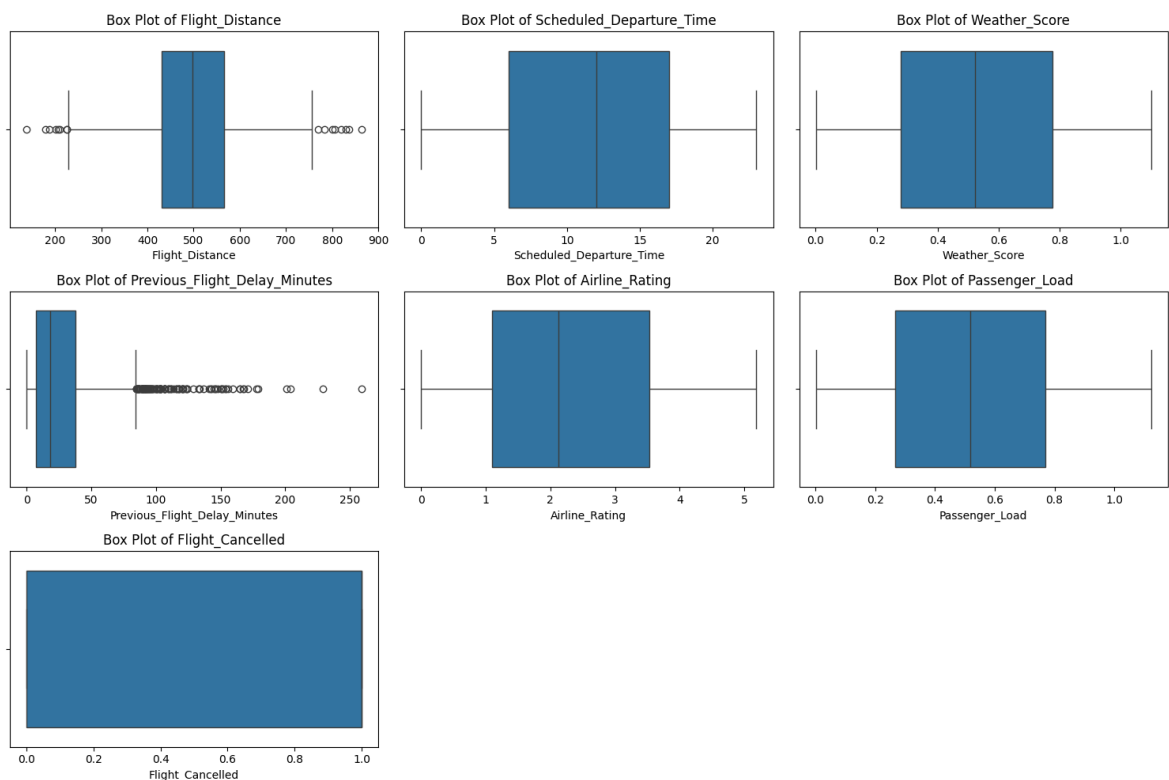 Box Plot of Flight_Distance
200 300 400 500 600 700 800 900
Flight_Distance
Box Plot of Scheduled_Departure_Time
0 5 10 15 20
Scheduled_Departure_Time
Box Plot of Weather_Score
0.0 0.2 0.4 0.6 0.8 1.0
Weather_Score
Box Plot of Previous_Flight_Delay_Minutes
0 50 100 150 200 250
Previous_Flight_Delay_Minutes
Box Plot of Airline_Rating
0 1 2 3 4 5
Airline_Rating
Box Plot of Passenger_Load
0.0 0.2 0.4 0.6 0.8 1.0
Passenger_Load
Box Plot of Flight_Cancelled
0.0 0.2 0.4 0.6 0.8 1.0
Flight_Cancelled